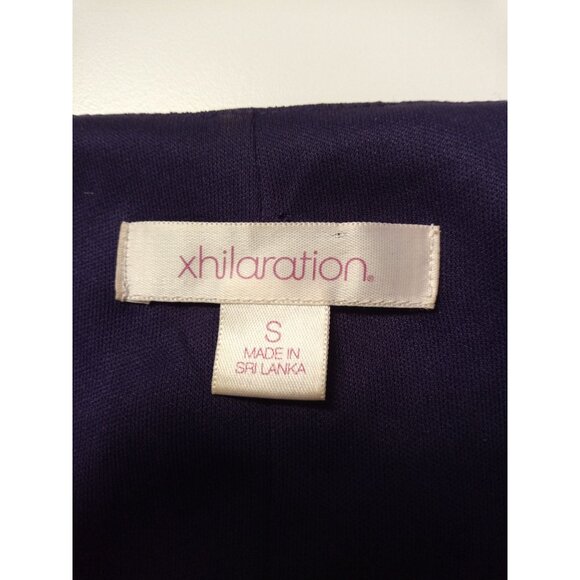 xhilaration.
S
MADE IN
SRI LANKA